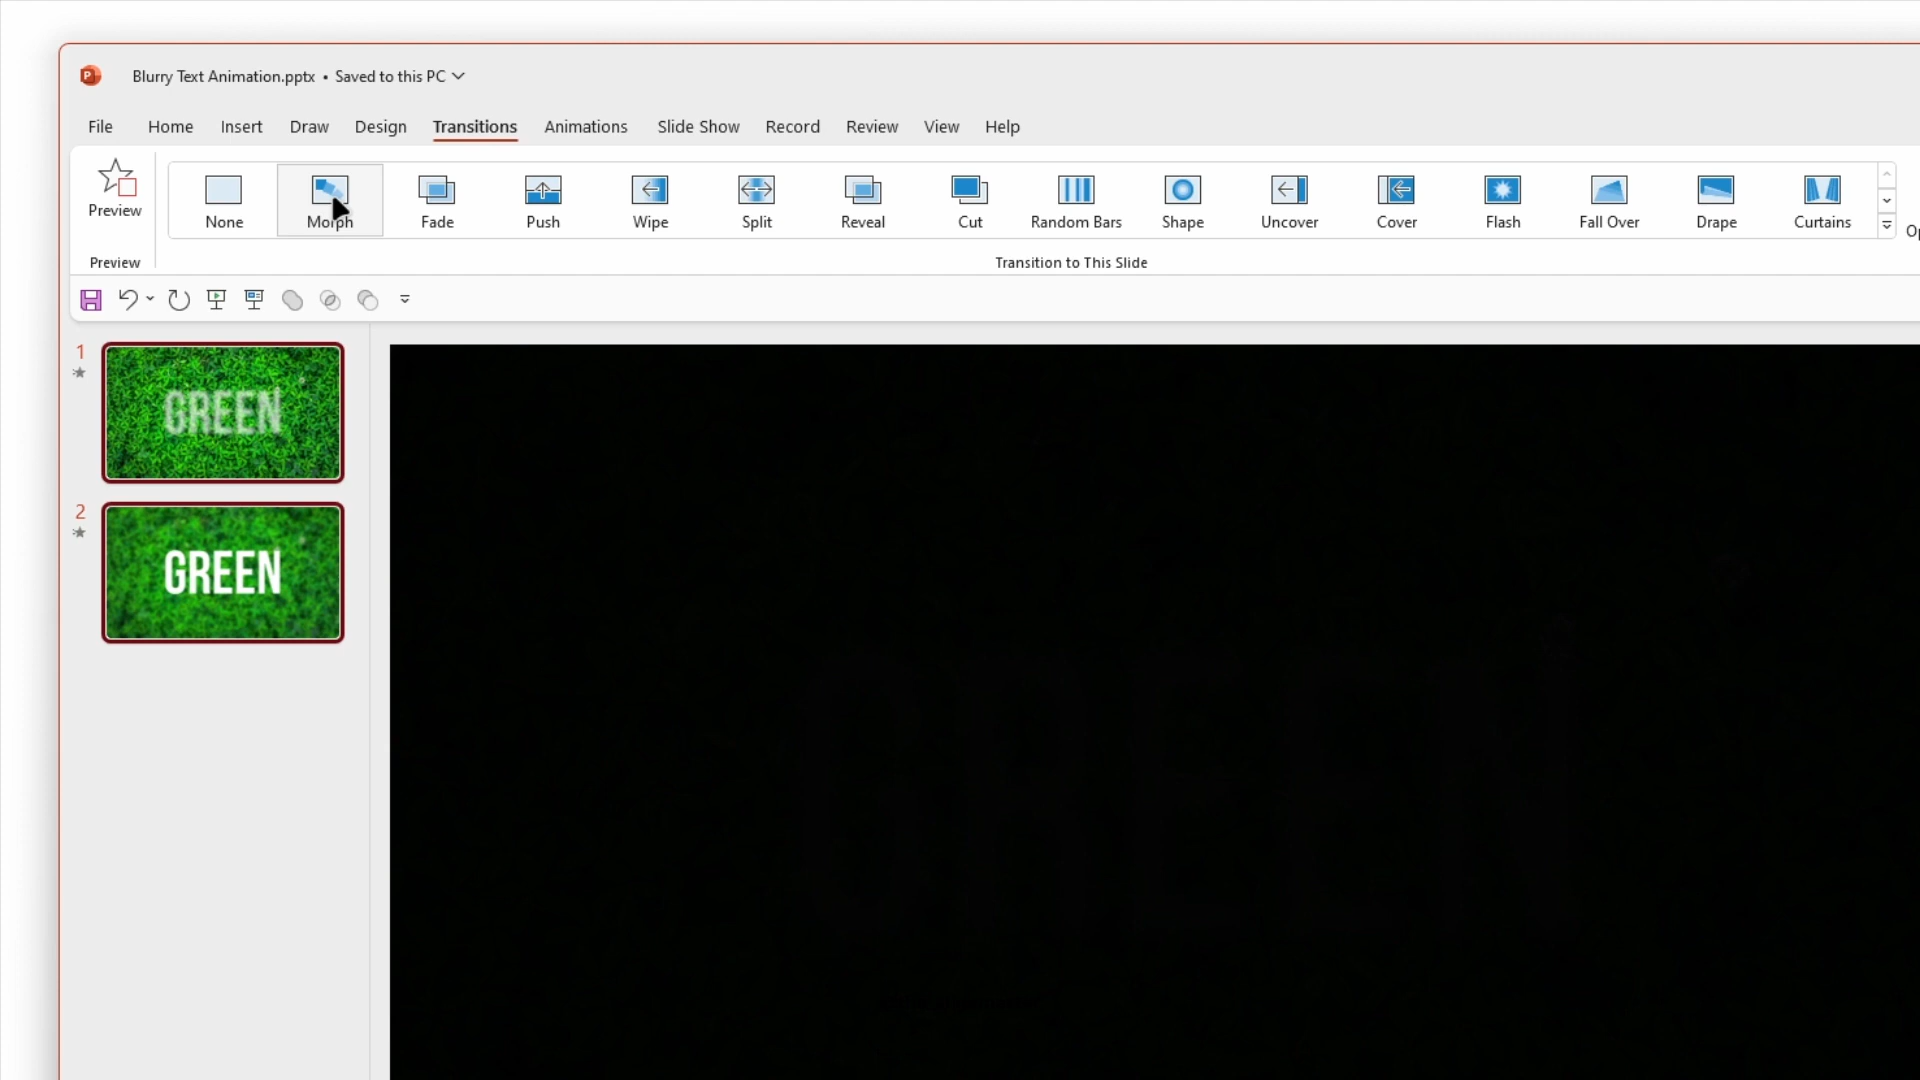 Blurry Text Animation.pptx • Saved to this PC
File Home Insert Draw Design Transitions Animations Slide Show Record Review View Help
Preview
None Morph Fade Push Wipe Split Reveal Cut Random Bars Shape Uncover Cover Flash Fall Over Drape Curtains
Preview
Transition to This Slide
1
GREEN
2
GREEN